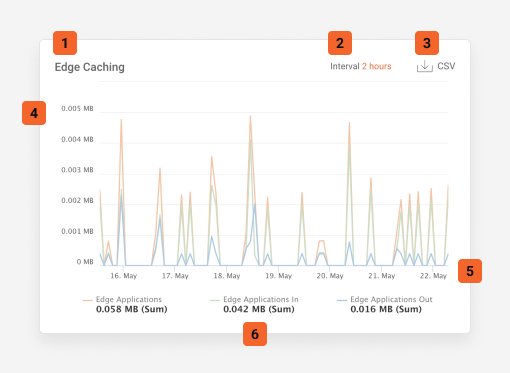 1
2
3
Edge Caching
Interval 2 hours
CSV
4
0.005 MB
0.004 MB
0.003 MB
0.002 MB
0.001 MB
0 MB
16. May 17. May 18. May 19. May 20. May 21. May 22. May
5
Edge Applications Edge Applications In Edge Applications Out
0.058 MB (Sum) 0.042 MB (Sum) 0.016 MB (Sum)
6